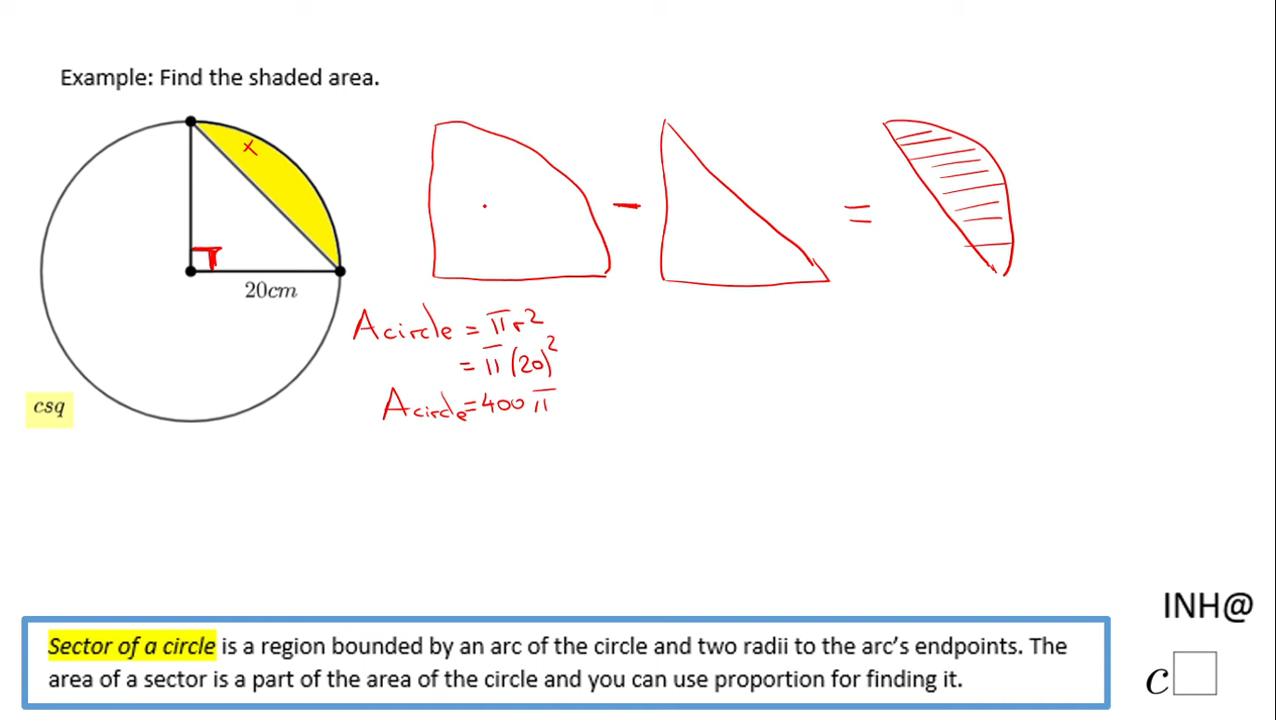 Example: Find the shaded area.
20cm
A circle = πr²
= π(20)²
A circle = 400π
csq
INH@
Sector of a circle is a region bounded by an arc of the circle and two radii to the arc's endpoints. The
area of a sector is a part of the area of the circle and you can use proportion for finding it.
c